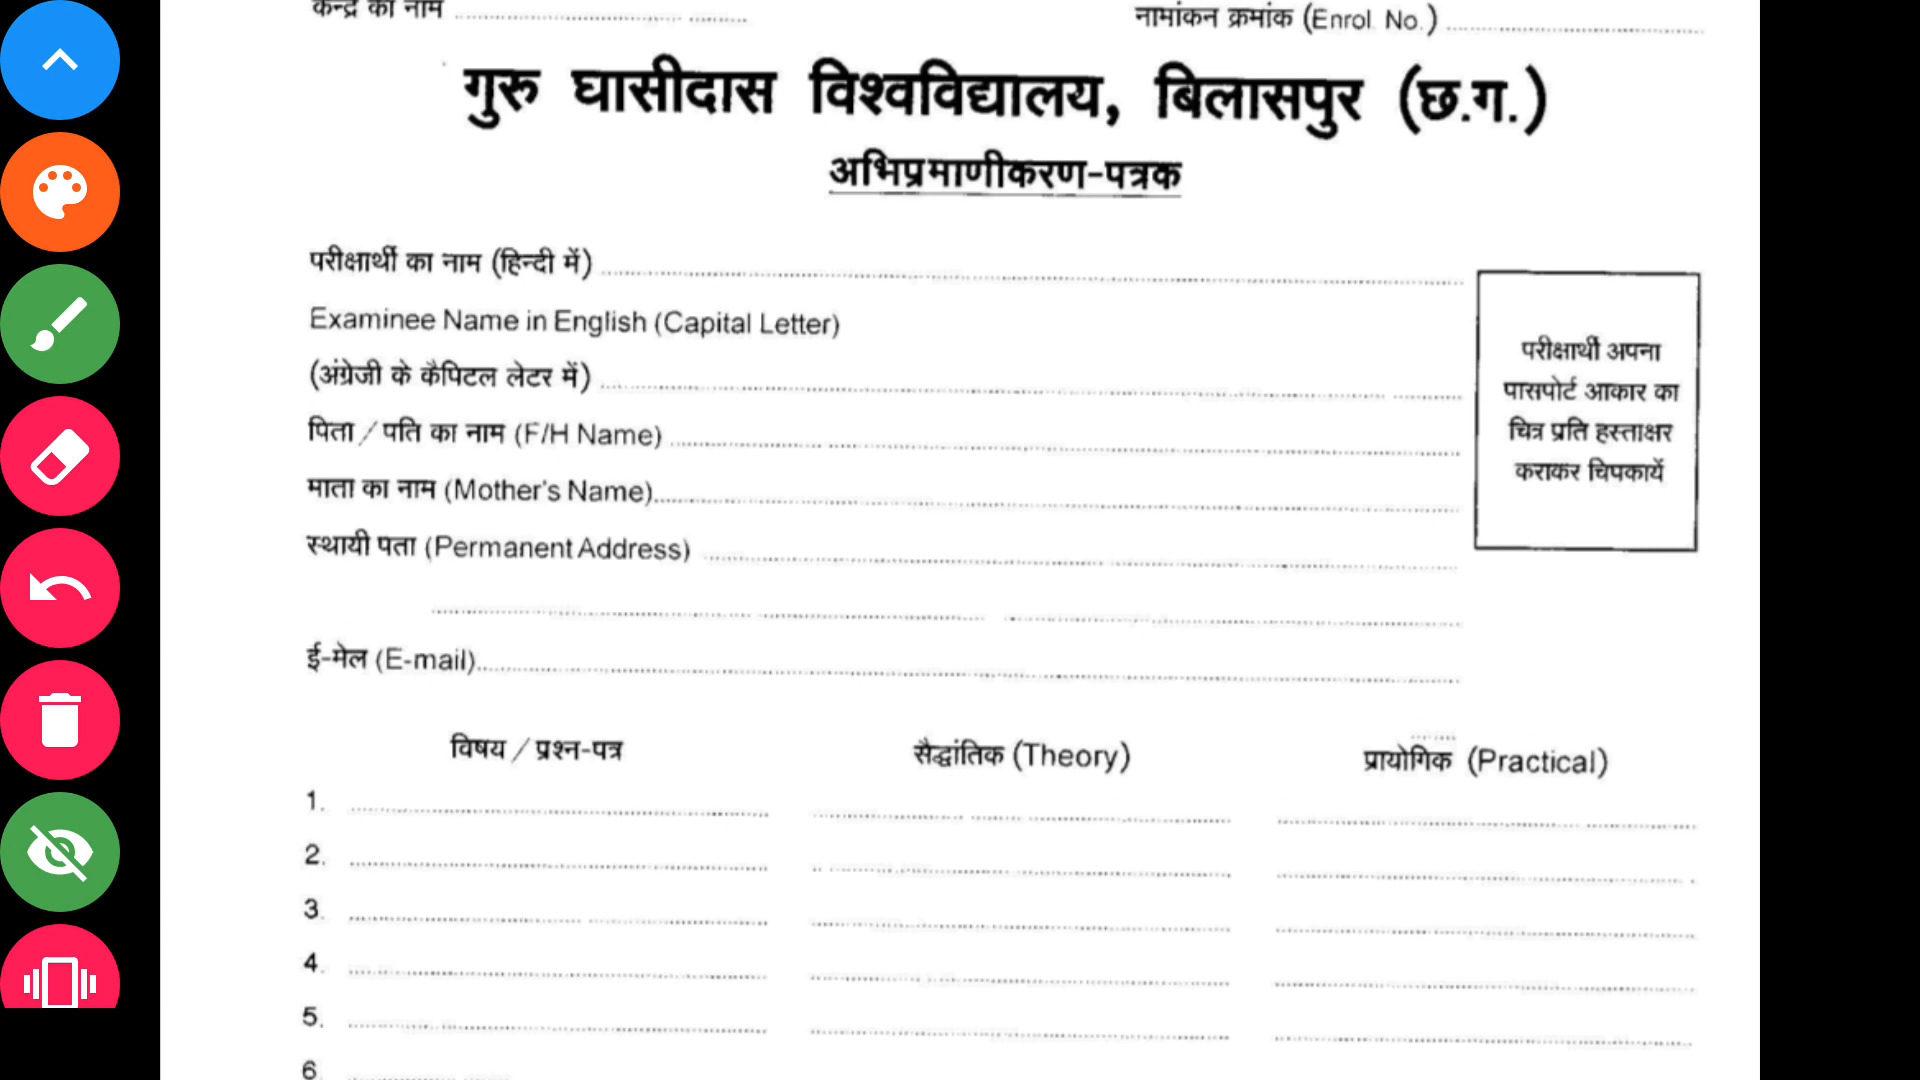 केन्द्र का नाम ........................ नामांकन क्रमांक (Enrol. No.) ........................
गुरु घासीदास विश्वविद्यालय, बिलासपुर (छ.ग.)
अभिप्रमाणीकरण-पत्रक
परीक्षार्थी का नाम (हिन्दी में) ........................
Examinee Name in English (Capital Letter)
(अंग्रेजी के कैपिटल लेटर में) ........................
पिता / पति का नाम (F/H Name) ........................
माता का नाम (Mother's Name)........................
स्थायी पता (Permanent Address) ........................
ई-मेल (E-mail)........................
परीक्षार्थी अपना
पासपोर्ट आकार का
चित्र प्रति हस्ताक्षर
कराकर चिपकायें
विषय / प्रश्न-पत्र सैद्धांतिक (Theory) प्रायोगिक (Practical)
1. ........................
2. ........................
3. ........................
4. ........................
5. ........................
6. ........................